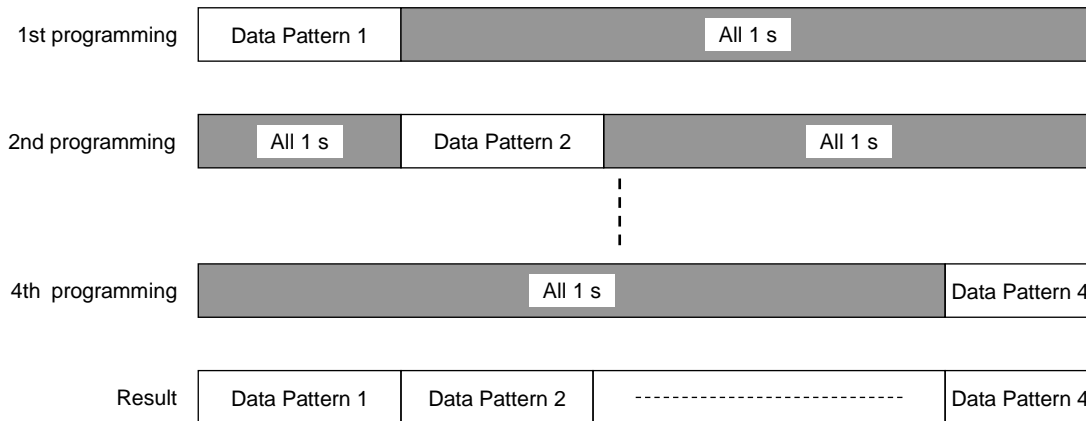 1st programming Data Pattern 1 All 1 s
2nd programming All 1 s Data Pattern 2 All 1 s
4th programming All 1 s Data Pattern 4
Result Data Pattern 1 Data Pattern 2 Data Pattern 4